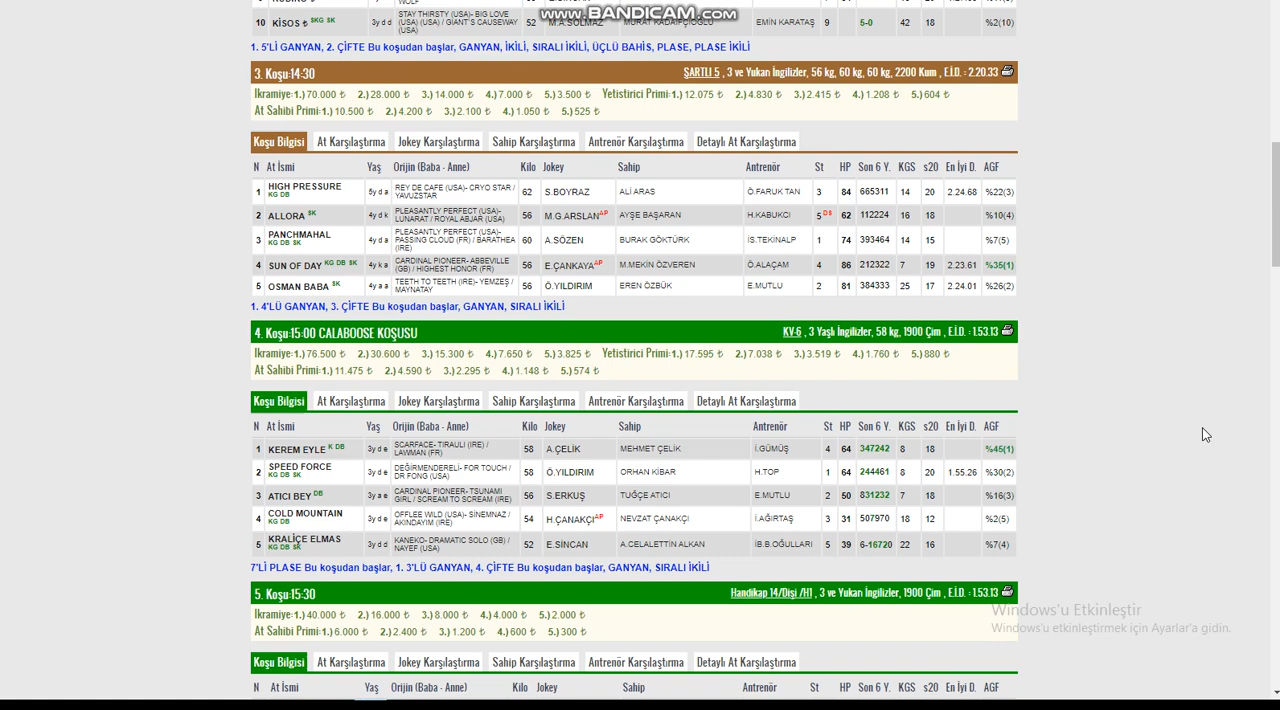 www.BANDICAM.com
10 KİSOS ₺ SKG SK 3y d d STAY THIRSTY (USA)- BIG LOVE (USA) (USA) / GIANT'S CAUSEWAY (USA) 52 M.A.SOLMAZ MURAT KADAİFÇİOĞLU EMİN KARATAŞ 9 5-0 42 18 %2(10)
1. 5'Lİ GANYAN, 2. ÇİFTE Bu koşudan başlar, GANYAN, İKİLİ, SIRALI İKİLİ, ÜÇLÜ BAHİS, PLASE, PLASE İKİLİ
3. Koşu:14:30 ŞARTLI 5 , 3 ve Yukarı İngilizler, 56 kg, 60 kg, 60 kg, 2200 Kum , E.İ.D. : 2.20.33
İkramiye:1.) 70.000 ₺ 2.) 28.000 ₺ 3.) 14.000 ₺ 4.) 7.000 ₺ 5.) 3.500 ₺ Yetistirici Primi:1.) 12.075 ₺ 2.) 4.830 ₺ 3.) 2.415 ₺ 4.) 1.208 ₺ 5.) 604 ₺
At Sahibi Primi:1.) 10.500 ₺ 2.) 4.200 ₺ 3.) 2.100 ₺ 4.) 1.050 ₺ 5.) 525 ₺
Koşu Bilgisi At Karşılaştırma Jokey Karşılaştırma Sahip Karşılaştırma Antrenör Karşılaştırma Detaylı At Karşılaştırma
N At İsmi Yaş Orijin (Baba - Anne) Kilo Jokey Sahip Antrenör St HP Son 6 Y. KGS s20 En İyi D. AGF
1 HIGH PRESSURE KG DB 5y d a REY DE CAFE (USA)- CRYO STAR / YAVUZSTAR 62 S.BOYRAZ ALİ ARAS Ö.FARUK TAN 3 84 665311 14 20 2.24.68 %22(3)
2 ALLORA SK 4y d k PLEASANTLY PERFECT (USA)- LUNARAT / ROYAL ABJAR (USA) 56 M.G.ARSLAN AP AYŞE BAŞARAN H.KABUKCI 5 DS 62 112224 16 18 %10(4)
3 PANCHMAHAL KG DB SK 4y d a PLEASANTLY PERFECT (USA)- PASSING CLOUD (FR) / BARATHEA (IRE) 60 A.SÖZEN BURAK GÖKTÜRK İS.TEKİNALP 1 74 393464 14 15 %7(5)
4 SUN OF DAY KG DB SK 4y k a CARDINAL PIONEER- ABBEVILLE (GB) / HIGHEST HONOR (FR) 56 E.ÇANKAYA AP M.MEKİN ÖZVEREN Ö.ALAÇAM 4 86 212322 7 19 2.23.61 %35(1)
5 OSMAN BABA SK 4y a a TEETH TO TEETH (IRE)- YEMZEŞ / MAYNATAY 56 Ö.YILDIRIM EREN ÖZBÜK E.MUTLU 2 81 384333 25 17 2.24.01 %26(2)
1. 4'LÜ GANYAN, 3. ÇİFTE Bu koşudan başlar, GANYAN, SIRALI İKİLİ
4. Koşu:15:00 CALABOOSE KOŞUSU KV-6 , 3 Yaşlı İngilizler, 58 kg, 1900 Çim , E.İ.D. : 1.53.13
İkramiye:1.) 76.500 ₺ 2.) 30.600 ₺ 3.) 15.300 ₺ 4.) 7.650 ₺ 5.) 3.825 ₺ Yetistirici Primi:1.) 17.595 ₺ 2.) 7.038 ₺ 3.) 3.519 ₺ 4.) 1.760 ₺ 5.) 880 ₺
At Sahibi Primi:1.) 11.475 ₺ 2.) 4.590 ₺ 3.) 2.295 ₺ 4.) 1.148 ₺ 5.) 574 ₺
Koşu Bilgisi At Karşılaştırma Jokey Karşılaştırma Sahip Karşılaştırma Antrenör Karşılaştırma Detaylı At Karşılaştırma
N At İsmi Yaş Orijin (Baba - Anne) Kilo Jokey Sahip Antrenör St HP Son 6 Y. KGS s20 En İyi D. AGF
1 KEREM EYLE K DB 3y d e SCARFACE- TIRAULI (IRE) / LAWMAN (FR) 58 A.ÇELİK MEHMET ÇELİK İ.GÜMÜŞ 4 64 347242 8 18 %45(1)
2 SPEED FORCE KG DB SK 3y d e DEĞİRMENDERELİ- FOR TOUCH / DR FONG (USA) 58 Ö.YILDIRIM ORHAN KİBAR H.TOP 1 64 244461 8 20 1.55.26 %30(2)
3 ATICI BEY DB 3y a e CARDINAL PIONEER- TSUNAMI GIRL / SCREAM TO SCREAM (IRE) 56 S.ERKUŞ TUĞÇE ATICI E.MUTLU 2 50 831232 7 18 %16(3)
4 COLD MOUNTAIN KG DB 3y d e OFFLEE WILD (USA)- SİNEMNAZ / AKINDAYIM (IRE) 54 H.ÇANAKÇI AP NEVZAT ÇANAKÇI İ.AĞIRTAŞ 3 31 507970 18 12 %2(5)
5 KRALİÇE ELMAS KG DB SK 3y d d KANEKO- DRAMATIC SOLO (GB) / NAYEF (USA) 52 E.SİNCAN A.CELALETTİN ALKAN İB.B.OĞULLARI 5 39 6-16720 22 16 %7(4)
7'Lİ PLASE Bu koşudan başlar, 1. 3'LÜ GANYAN, 4. ÇİFTE Bu koşudan başlar, GANYAN, SIRALI İKİLİ
5. Koşu:15:30 Handikap 14/Dişi /H1 , 3 ve Yukarı İngilizler, 1900 Çim , E.İ.D. : 1.53.13
İkramiye:1.) 40.000 ₺ 2.) 16.000 ₺ 3.) 8.000 ₺ 4.) 4.000 ₺ 5.) 2.000 ₺
At Sahibi Primi:1.) 6.000 ₺ 2.) 2.400 ₺ 3.) 1.200 ₺ 4.) 600 ₺ 5.) 300 ₺
Windows'u Etkinleştir
Windows'u etkinleştirmek için Ayarlar'a gidin.
Koşu Bilgisi At Karşılaştırma Jokey Karşılaştırma Sahip Karşılaştırma Antrenör Karşılaştırma Detaylı At Karşılaştırma
N At İsmi Yaş Orijin (Baba - Anne) Kilo Jokey Sahip Antrenör St HP Son 6 Y. KGS s20 En İyi D. AGF